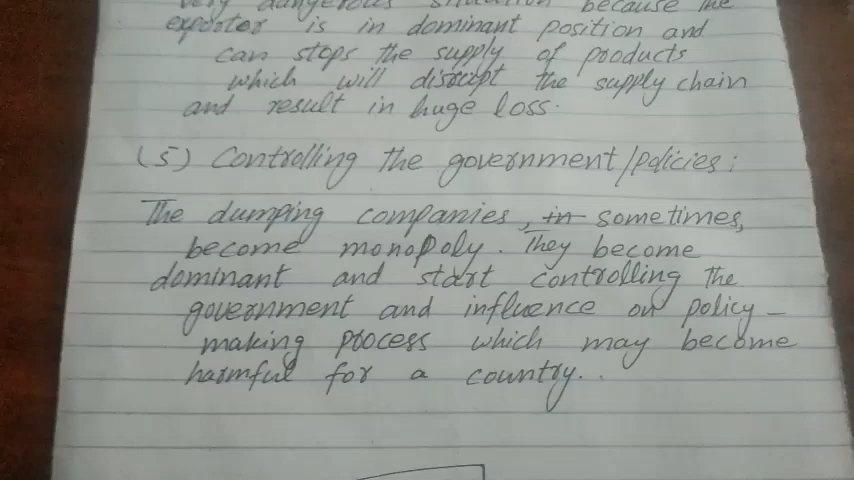 very dangerous situation because the
exporter is in dominant position and
can stops the supply of products
which will disrupt the supply chain
and result in huge loss.
(5) Controlling the government/policies:
The dumping companies, in sometimes,
become monopoly. They become
dominant and start controlling the
government and influence on policy-
making process which may become
harmful for a country..